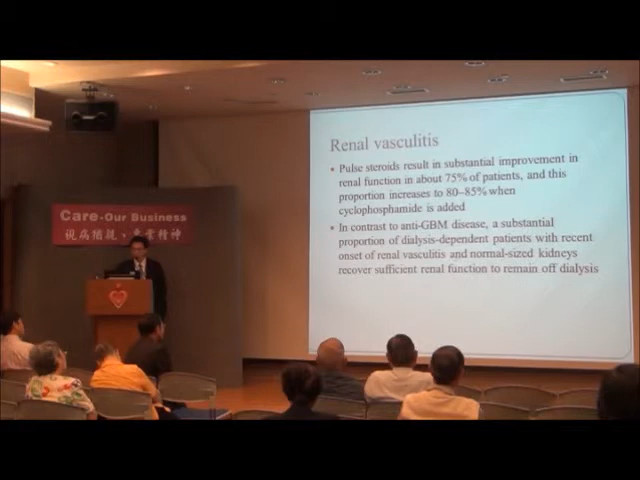 Renal vasculitis
Pulse steroids result in substantial improvement in
renal function in about 75% of patients, and this
proportion increases to 80–85% when
cyclophosphamide is added
In contrast to anti-GBM disease, a substantial
proportion of dialysis-dependent patients with recent
onset of renal vasculitis and normal-sized kidneys
recover sufficient renal function to remain off dialysis
Care-Our Business
視病猶親、專業精神